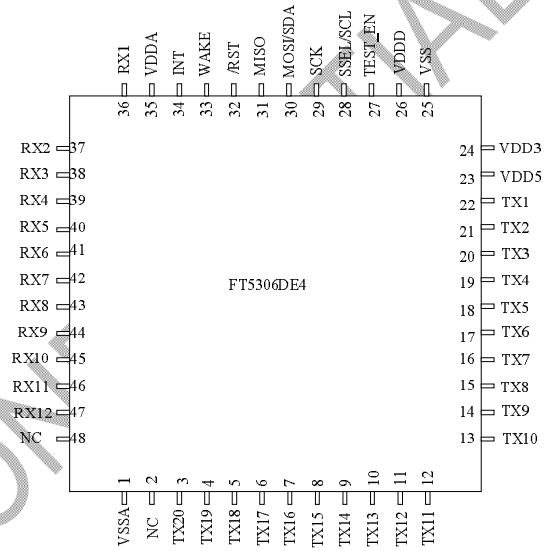 RX1 VDDA INT WAKE /RST MISO MOSI/SDA SCK SSEL/SCL TEST_EN VDDD VSS
36 35 34 33 32 31 30 29 28 27 26 25
RX2 37
RX3 38
RX4 39
RX5 40
RX6 41
RX7 42
RX8 43
RX9 44
RX10 45
RX11 46
RX12 47
NC 48
FT5306DE4
24 VDD3
23 VDD5
22 TX1
21 TX2
20 TX3
19 TX4
18 TX5
17 TX6
16 TX7
15 TX8
14 TX9
13 TX10
1 2 3 4 5 6 7 8 9 10 11 12
VSSA NC TX20 TX19 TX18 TX17 TX16 TX15 TX14 TX13 TX12 TX11